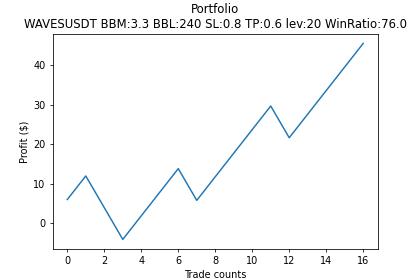 Portfolio
WAVESUSDT BBM:3.3 BBL:240 SL:0.8 TP:0.6 lev:20 WinRatio:76.0
Profit ($)
40
30
20
10
0
0 2 4 6 8 10 12 14 16
Trade counts